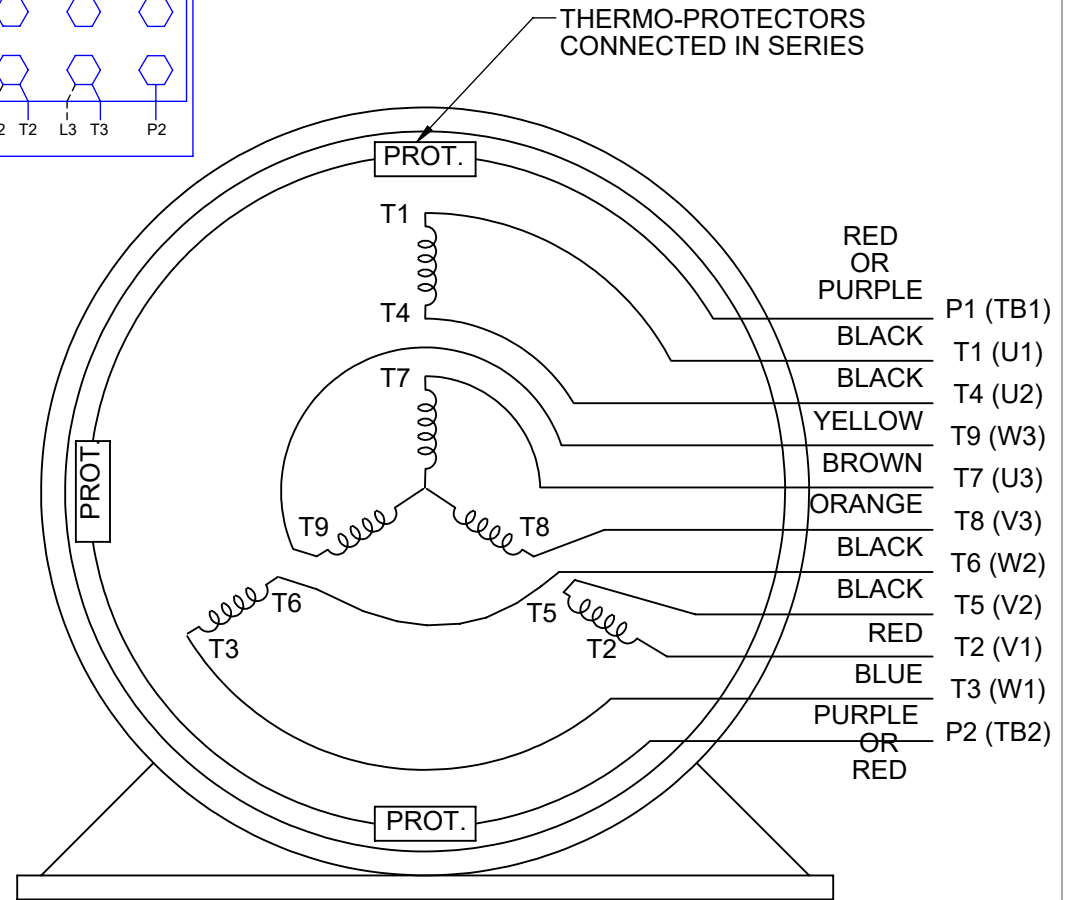 THERMO-PROTECTORS
CONNECTED IN SERIES
2 T2 L3 T3 P2
PROT.
T1
T4
T7
PROT.
T9
T8
T6
T5
T3
T2
PROT.
RED
OR
PURPLE
P1 (TB1)
BLACK
T1 (U1)
BLACK
T4 (U2)
YELLOW
T9 (W3)
BROWN
T7 (U3)
ORANGE
T8 (V3)
BLACK
T6 (W2)
BLACK
T5 (V2)
RED
T2 (V1)
BLUE
T3 (W1)
PURPLE
OR
RED
P2 (TB2)